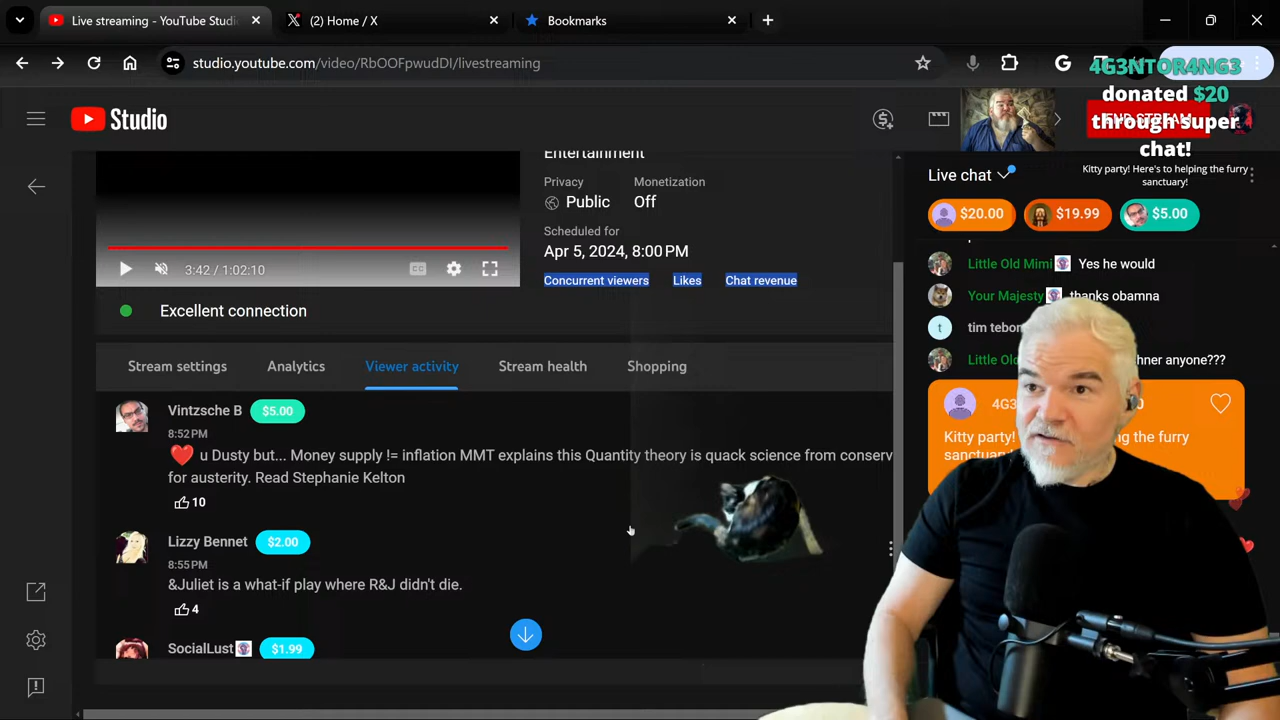 Live streaming - YouTube Studi
(2) Home / X
Bookmarks
studio.youtube.com/video/RbOOFpwudDI/livestreaming
4G3NTOR4NG3
donated $20
through super
chat!
Kitty party! Here's to helping the furry
sanctuary!
Studio
Entertainment
Privacy
Monetization
Public
Off
Scheduled for
Apr 5, 2024, 8:00 PM
Concurrent viewers
Likes
Chat revenue
3:42 / 1:02:10
CC
Excellent connection
Stream settings
Analytics
Viewer activity
Stream health
Shopping
Vintzsche B $5.00
8:52 PM
❤️ u Dusty but... Money supply != inflation MMT explains this Quantity theory is quack science from conserv
for austerity. Read Stephanie Kelton
10
Lizzy Bennet $2.00
8:55 PM
&Juliet is a what-if play where R&J didn't die.
4
SocialLust $1.99
Live chat
$20.00
$19.99
$5.00
Little Old Mimi Yes he would
Your Majesty thanks obamna
tim
Little anyone???
Kitty party!
the furry